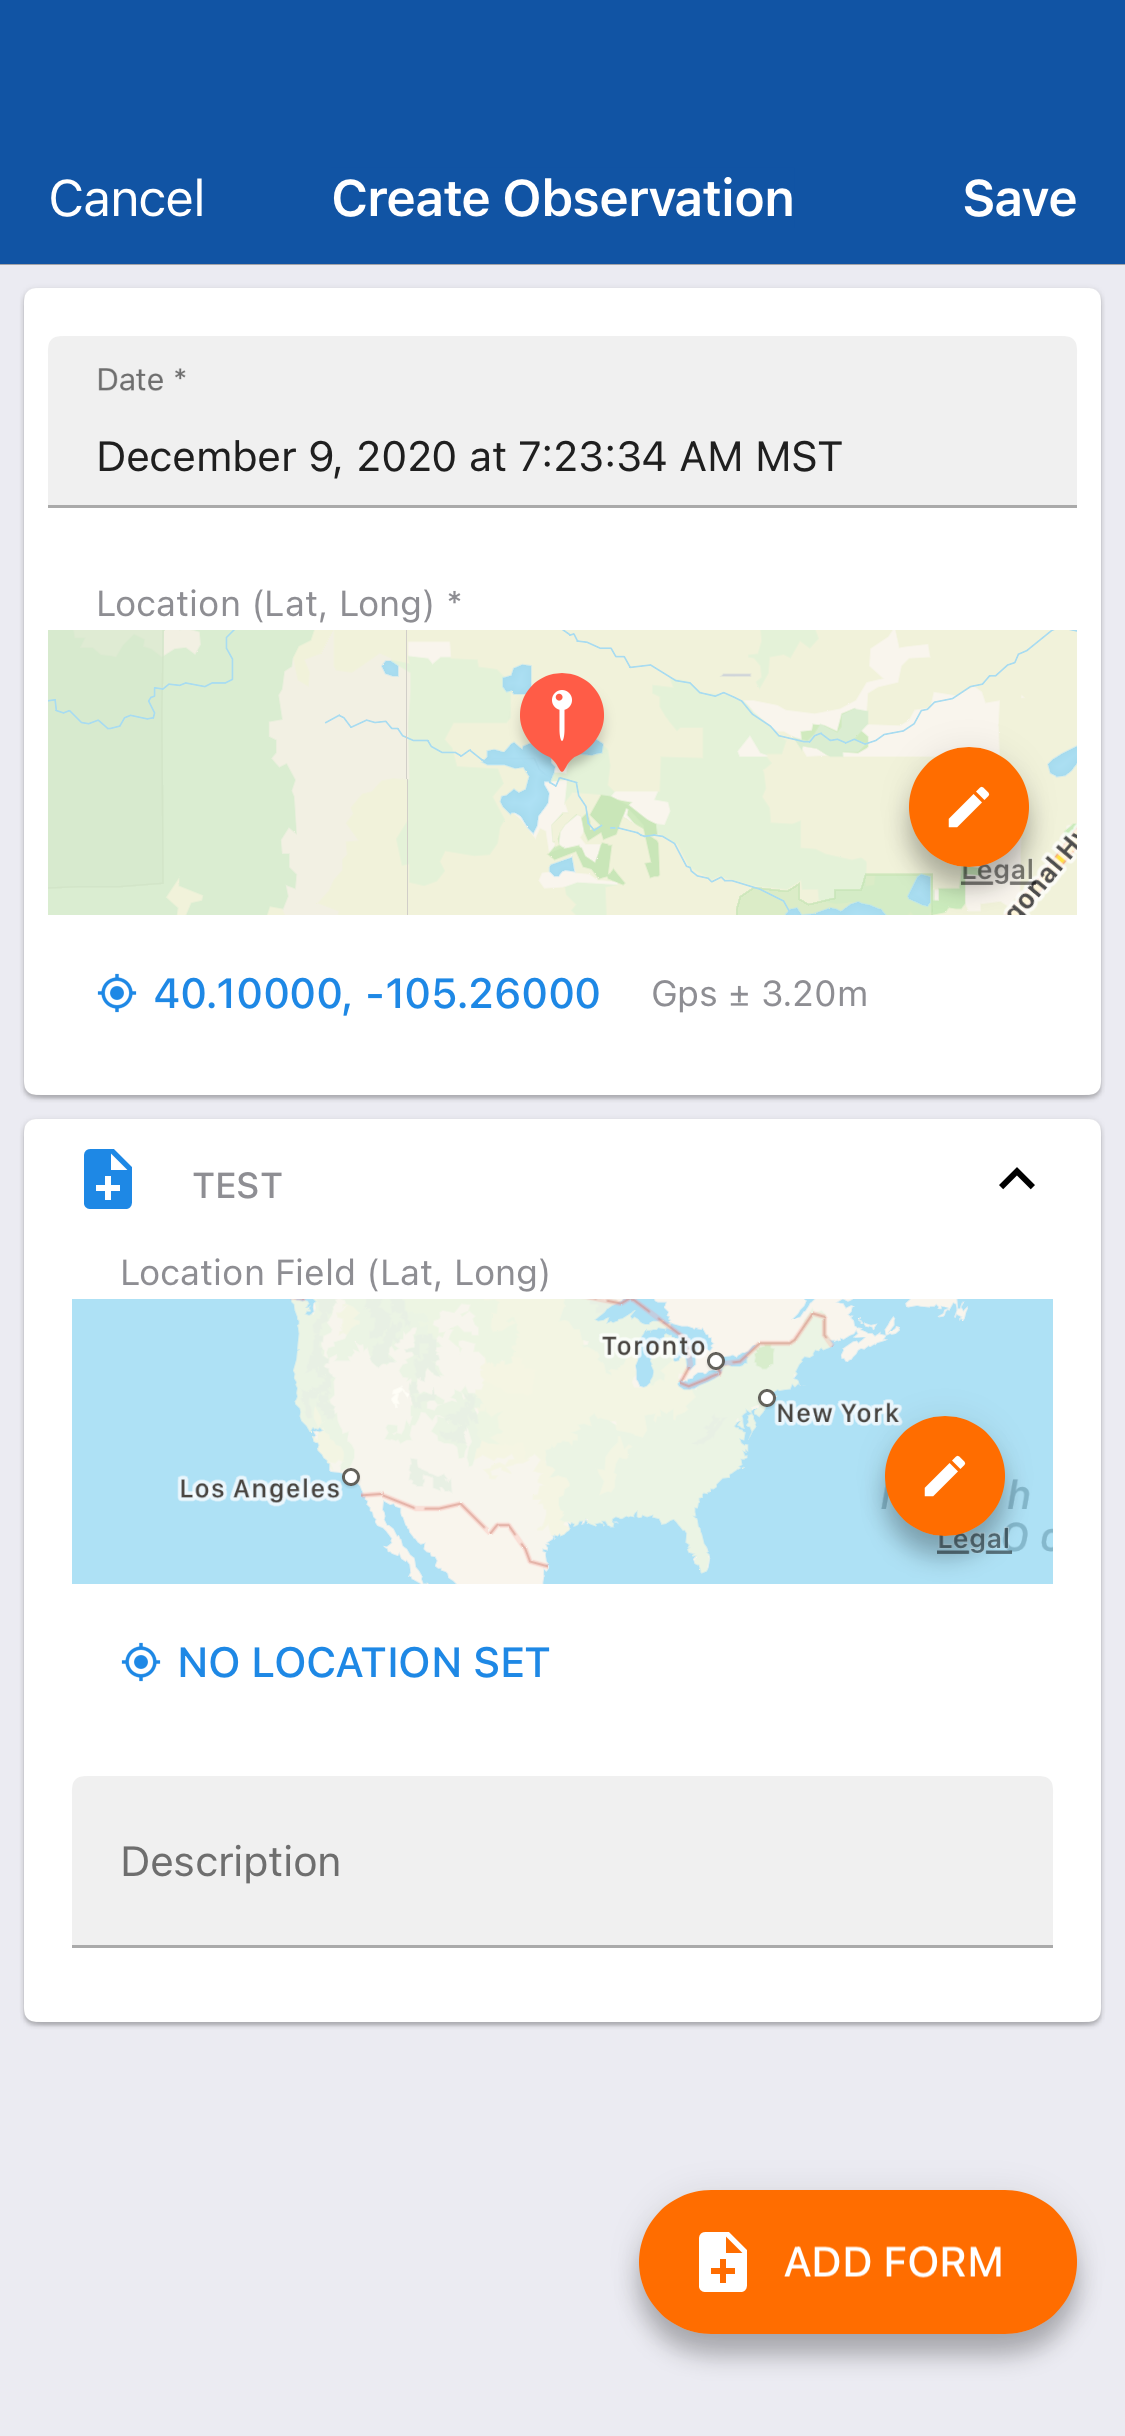 Cancel Create Observation Save
Date *
December 9, 2020 at 7:23:34 AM MST
Location (Lat, Long) *
Legal
40.10000, -105.26000 Gps ± 3.20m
TEST
Location Field (Lat, Long)
Toronto
New York
Los Angeles
Legal
NO LOCATION SET
Description
ADD FORM